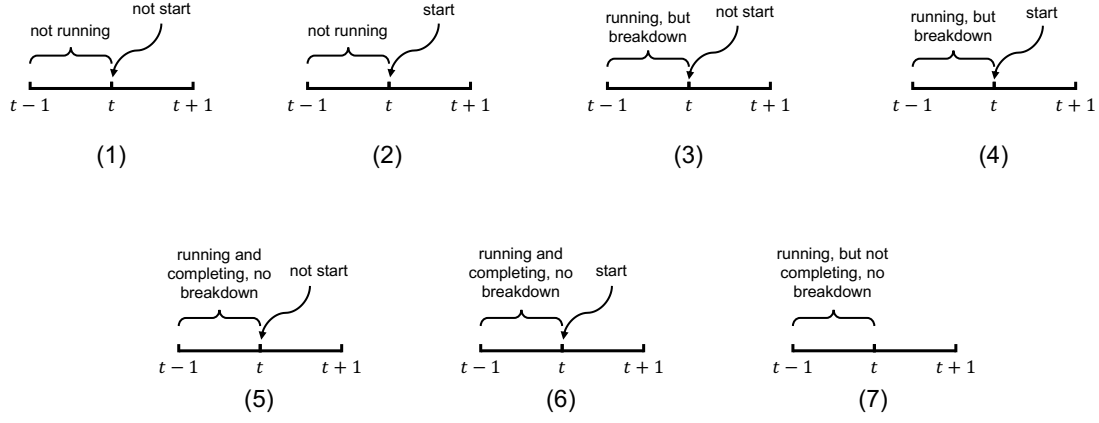 not start
not running
t − 1
t
t + 1
(1)
start
not running
t − 1
t
t + 1
(2)
running, but
breakdown
not start
t − 1
t
t + 1
(3)
running, but
breakdown
start
t − 1
t
t + 1
(4)
running and
completing, no
breakdown
not start
t − 1
t
t + 1
(5)
running and
completing, no
breakdown
start
t − 1
t
t + 1
(6)
running, but not
completing, no
breakdown
t − 1
t
t + 1
(7)